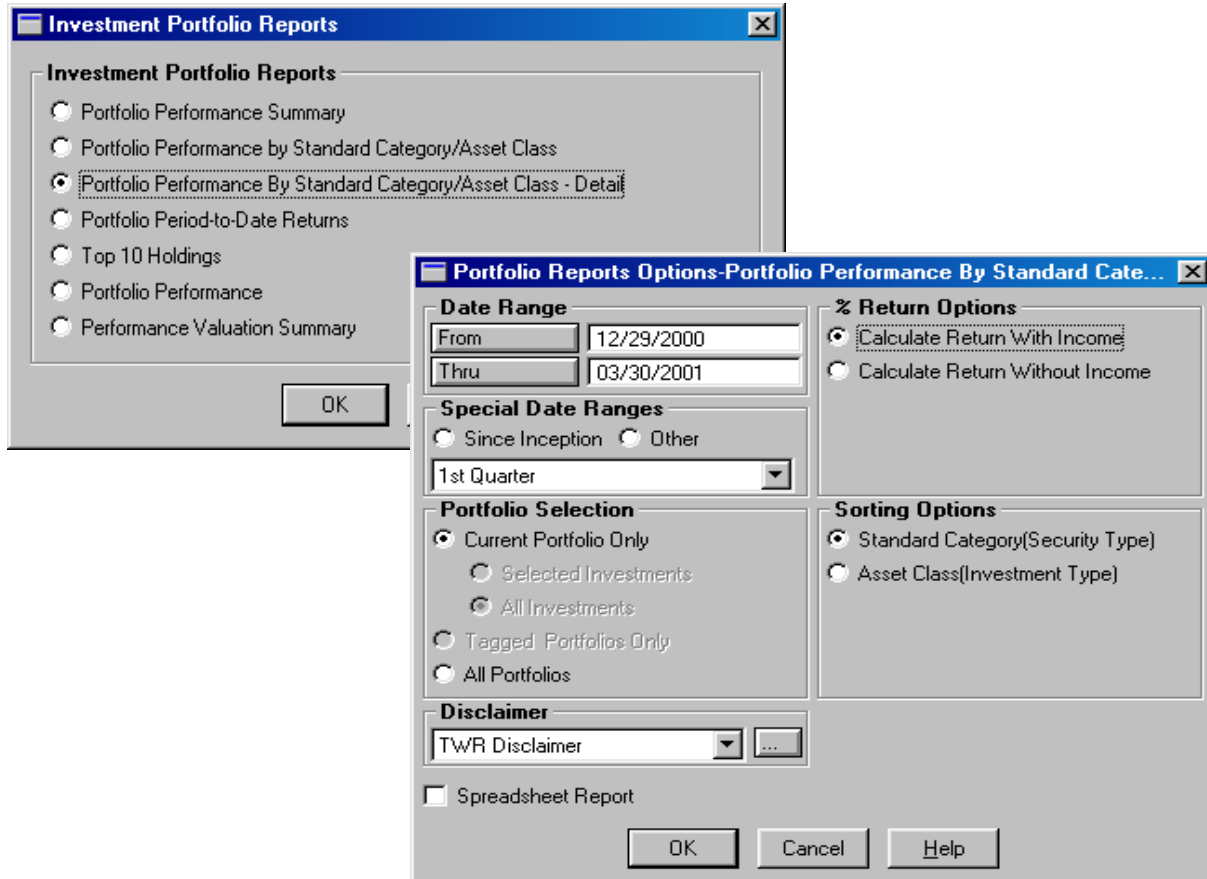 Investment Portfolio Reports
Investment Portfolio Reports
Portfolio Performance Summary
Portfolio Performance by Standard Category/Asset Class
Portfolio Performance By Standard Category/Asset Class - Detail
Portfolio Period-to-Date Returns
Top 10 Holdings
Portfolio Performance
Performance Valuation Summary
OK
Portfolio Reports Options-Portfolio Performance By Standard Cate...
Date Range
From 12/29/2000
Thru 03/30/2001
Special Date Ranges
Since Inception Other
1st Quarter
Portfolio Selection
Current Portfolio Only
Selected Investments
All Investments
Tagged Portfolios Only
All Portfolios
Disclaimer
TWR Disclaimer ...
Spreadsheet Report
% Return Options
Calculate Return With Income
Calculate Return Without Income
Sorting Options
Standard Category(Security Type)
Asset Class(Investment Type)
OK Cancel Help